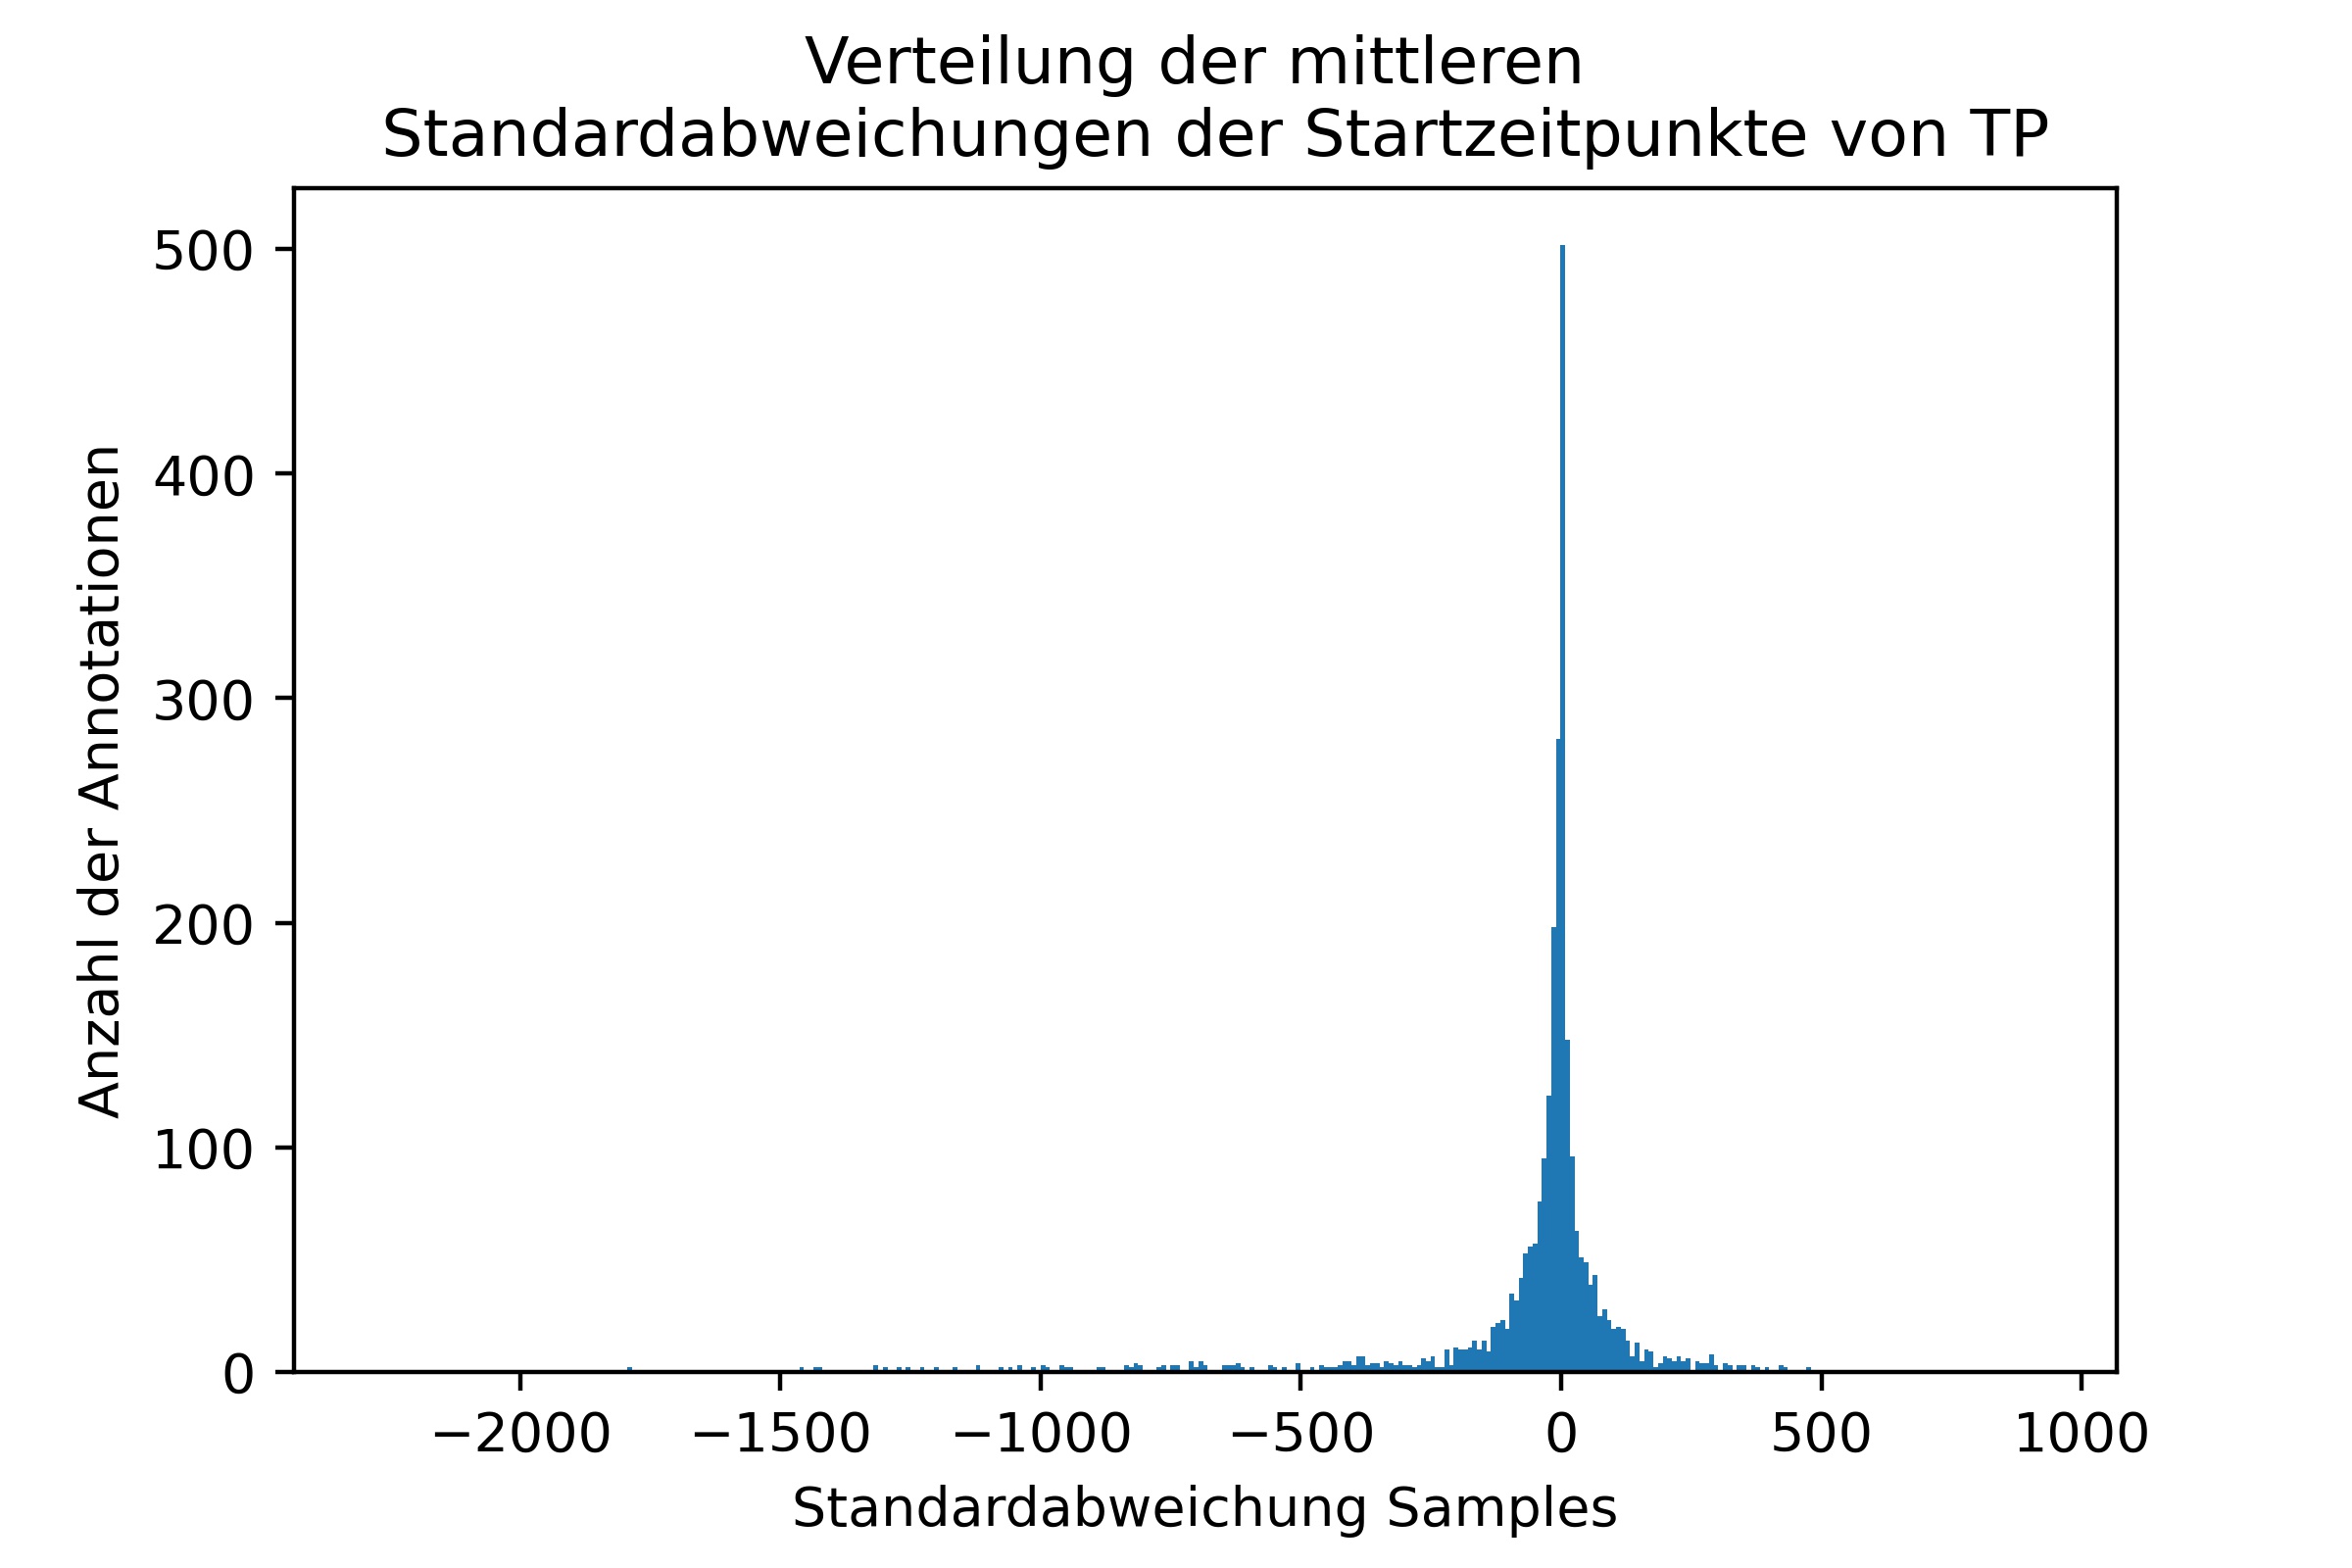 Verteilung der mittleren
Standardabweichungen der Startzeitpunkte von TP
500
400
300
200
100
0
Anzahl der Annotationen
−2000 −1500 −1000 −500 0 500 1000
Standardabweichung Samples